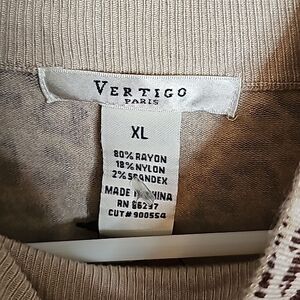 VERTIGO
PARIS
XL
80% RAYON
18% NYLON
2% SPANDEX
MADE IN CHINA
RN 86297
CUT# 900554